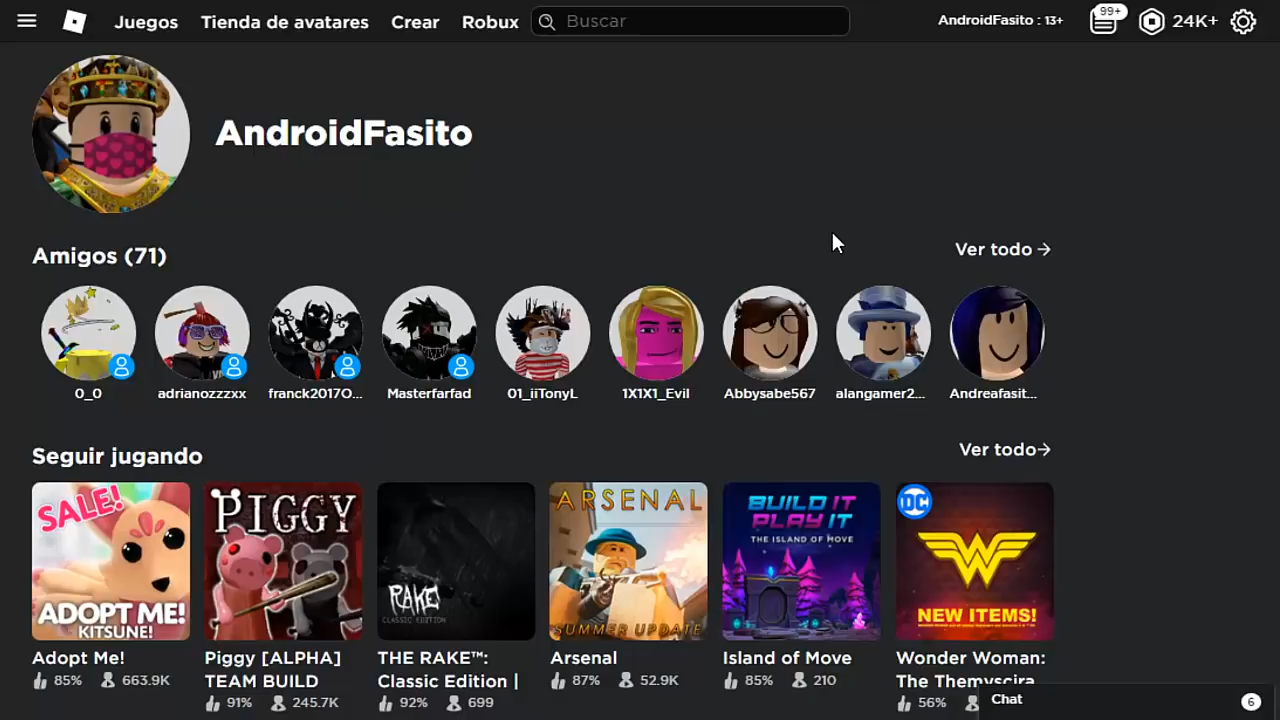 Juegos Tienda de avatares Crear Robux Buscar AndroidFasito : 13+ 99+ 24K+
AndroidFasito
Amigos (71) Ver todo →
0_0 adrianozzzxx franck2017O... Masterfarfad 01_iiTonyL 1X1X1_Evil Abbysabe567 alangamer2... Andreafasit...
Seguir jugando Ver todo→
SALE!
ADOPT ME!
KITSUNE!
PIGGY
RAKE
CLASSIC EDITION
ARSENAL
SUMMER UPDATE
BUILD IT
PLAY IT
THE ISLAND OF MOVE
DC
W
NEW ITEMS!
Adopt Me!
85% 663.9K
Piggy [ALPHA]
TEAM BUILD
91% 245.7K
THE RAKE™:
Classic Edition |
92% 699
Arsenal
87% 52.9K
Island of Move
85% 210
Wonder Woman:
The Themyscira
56%
Chat 6